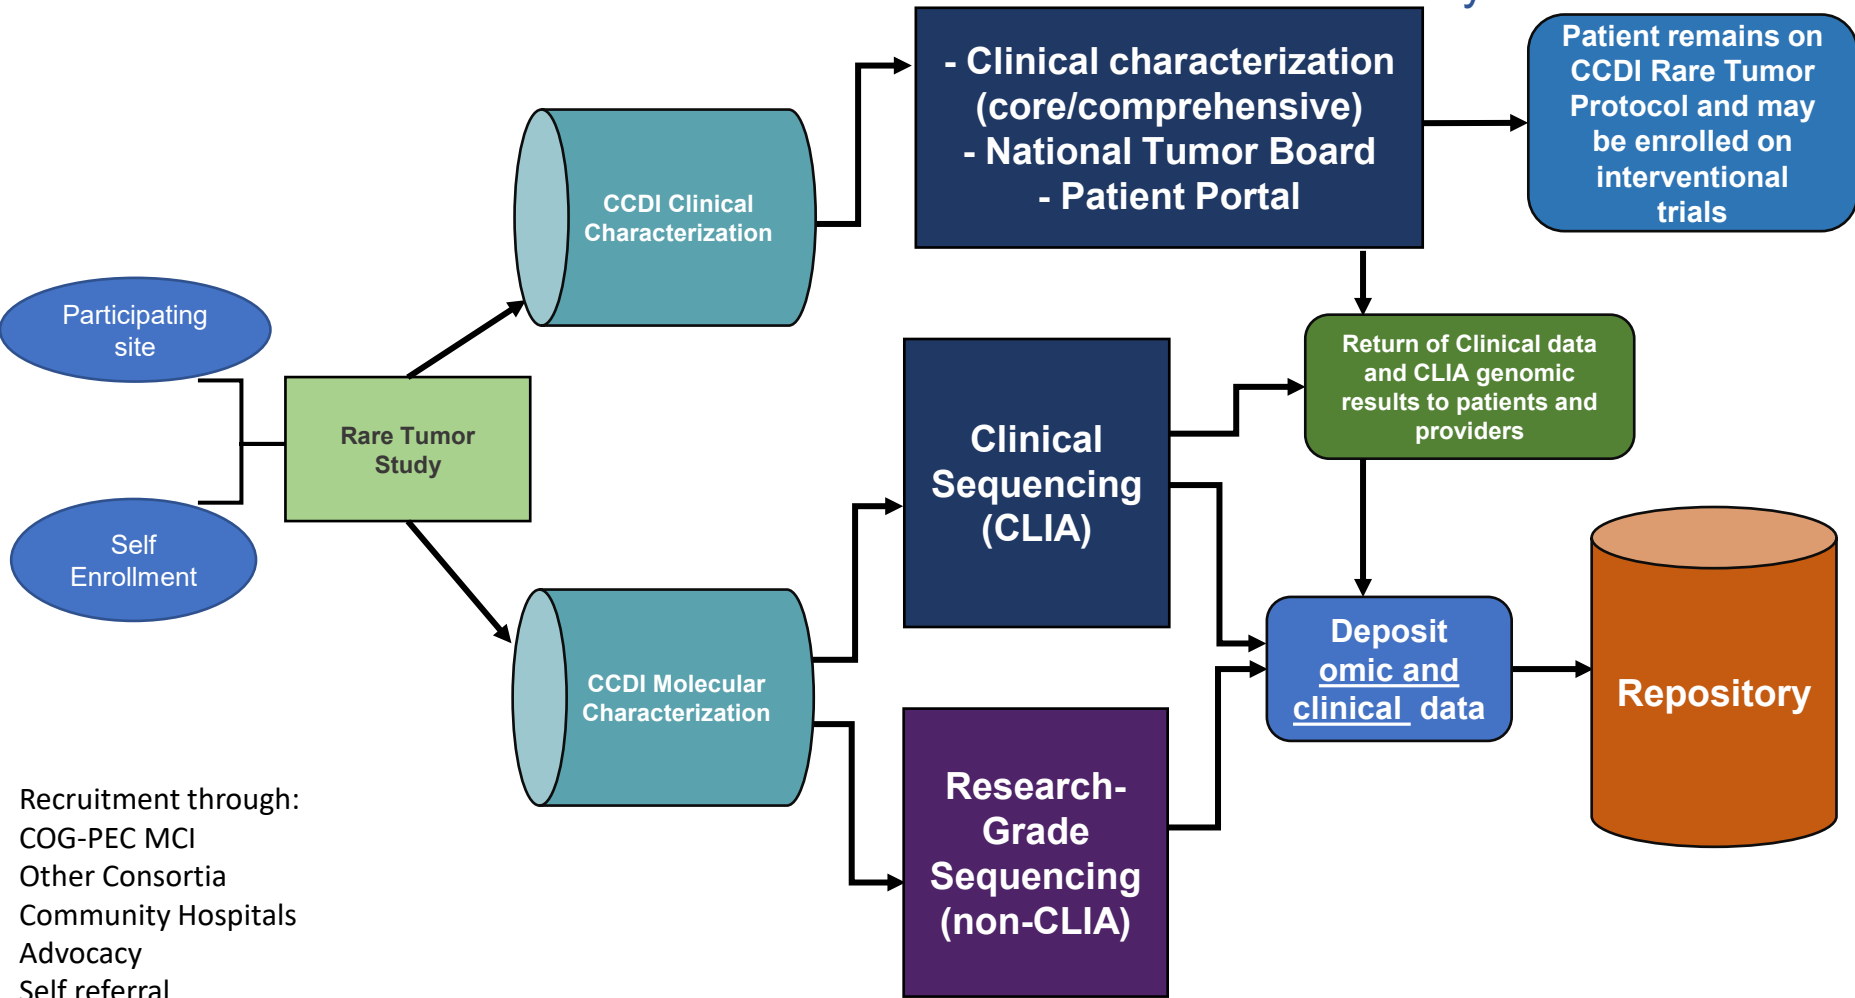 - Clinical characterization
(core/comprehensive)
- National Tumor Board
- Patient Portal
Patient remains on
CCDI Rare Tumor
Protocol and may
be enrolled on
interventional
trials
CCDI Clinical
Characterization
Participating
site
Rare Tumor
Study
Self
Enrollment
Return of Clinical data
and CLIA genomic
results to patients and
providers
Clinical
Sequencing
(CLIA)
CCDI Molecular
Characterization
Deposit
omic and
clinical data
Repository
Research-
Grade
Sequencing
(non-CLIA)
Recruitment through:
COG-PEC MCI
Other Consortia
Community Hospitals
Advocacy
Self referral